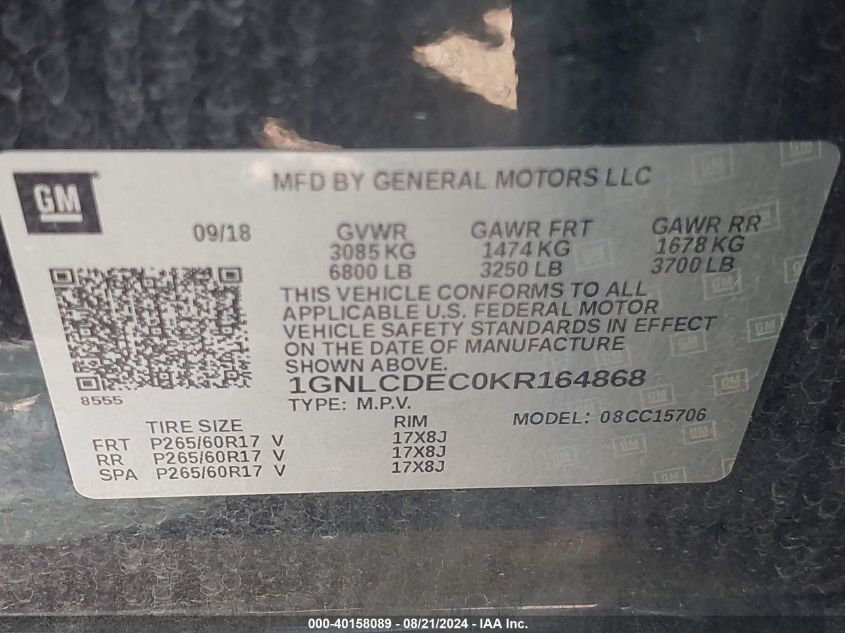 GM
MFD BY GENERAL MOTORS LLC
09/18 GVWR GAWR FRT GAWR RR
3085 KG 1474 KG 1678 KG
6800 LB 3250 LB 3700 LB
THIS VEHICLE CONFORMS TO ALL
APPLICABLE U.S. FEDERAL MOTOR
VEHICLE SAFETY STANDARDS IN EFFECT
ON THE DATE OF MANUFACTURE
SHOWN ABOVE.
1GNLCDEC0KR164868
8555
TYPE: M.P.V. MODEL: 08CC15706
TIRE SIZE RIM
FRT P265/60R17 V 17X8J
RR P265/60R17 V 17X8J
SPA P265/60R17 V 17X8J
000-40158089 - 08/21/2024 - IAA Inc.